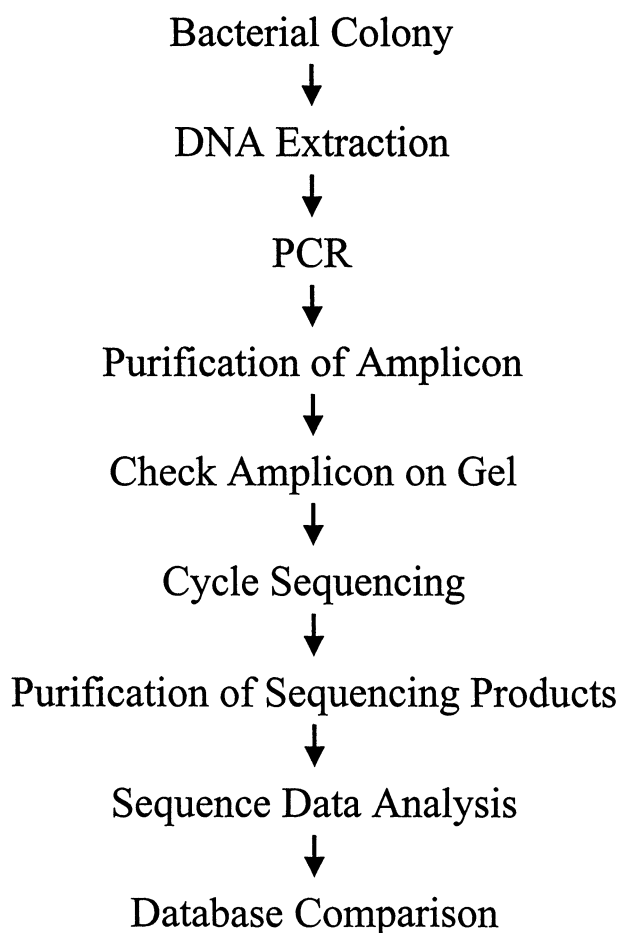 Bacterial Colony
DNA Extraction
PCR
Purification of Amplicon
Check Amplicon on Gel
Cycle Sequencing
Purification of Sequencing Products
Sequence Data Analysis
Database Comparison